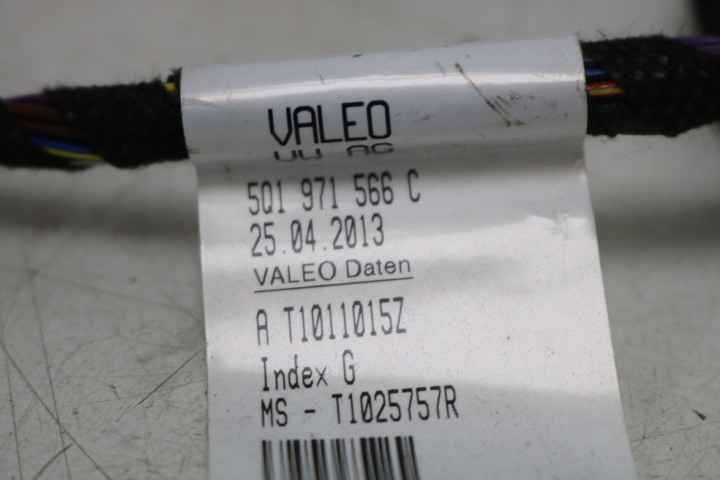 VALEO
5Q1 971 566 C
25.04.2013
VALEO Daten
A T1011015Z
Index G
MS - T1025757R